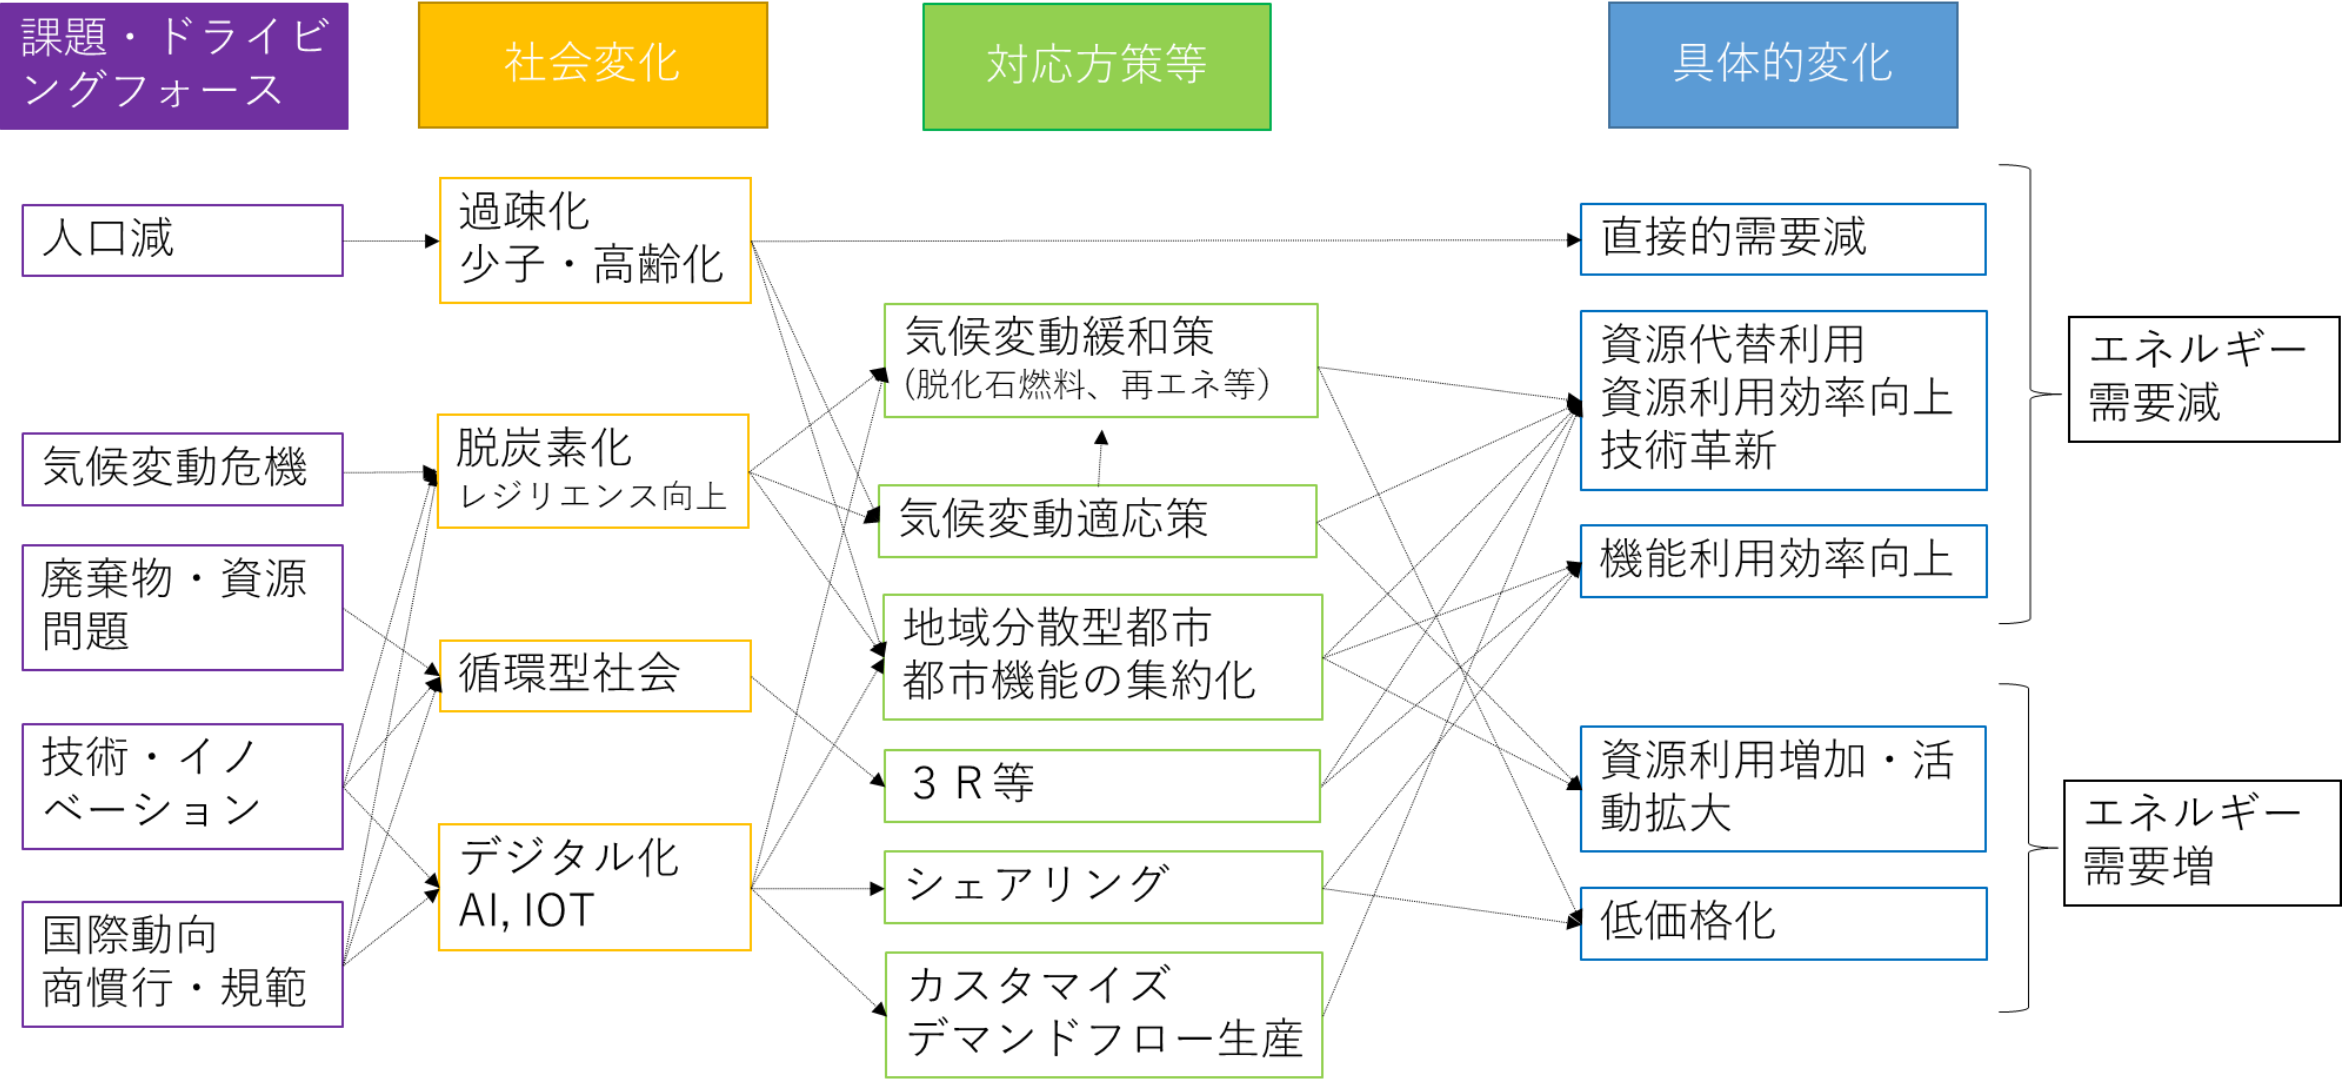 課題・ドライビ
ングフォース
社会変化
対応方策等
具体的変化
人口減
気候変動危機
廃棄物・資源
問題
技術・イノ
ベーション
国際動向
商慣行・規範
過疎化
少子・高齢化
脱炭素化
レジリエンス向上
循環型社会
デジタル化
AI, IOT
気候変動緩和策
(脱化石燃料、再エネ等)
気候変動適応策
地域分散型都市
都市機能の集約化
３Ｒ等
シェアリング
カスタマイズ
デマンドフロー生産
直接的需要減
資源代替利用
資源利用効率向上
技術革新
機能利用効率向上
資源利用増加・活
動拡大
低価格化
エネルギー
需要減
エネルギー
需要増